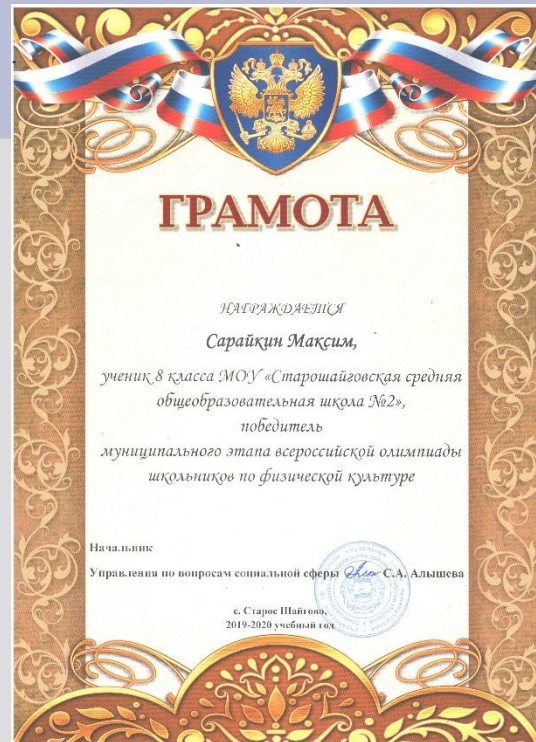 ГРАМОТА
НАГРАЖДАЕТСЯ
Сарайкин Максим,
ученик 8 класса МОУ «Старошайговская средняя
общеобразовательная школа №2»,
победитель
муниципального этапа всероссийской олимпиады
школьников по физической культуре
Начальник
Управления по вопросам социальной сферы С.А. Алышева
с. Старое Шайгово,
2019-2020 учебный год